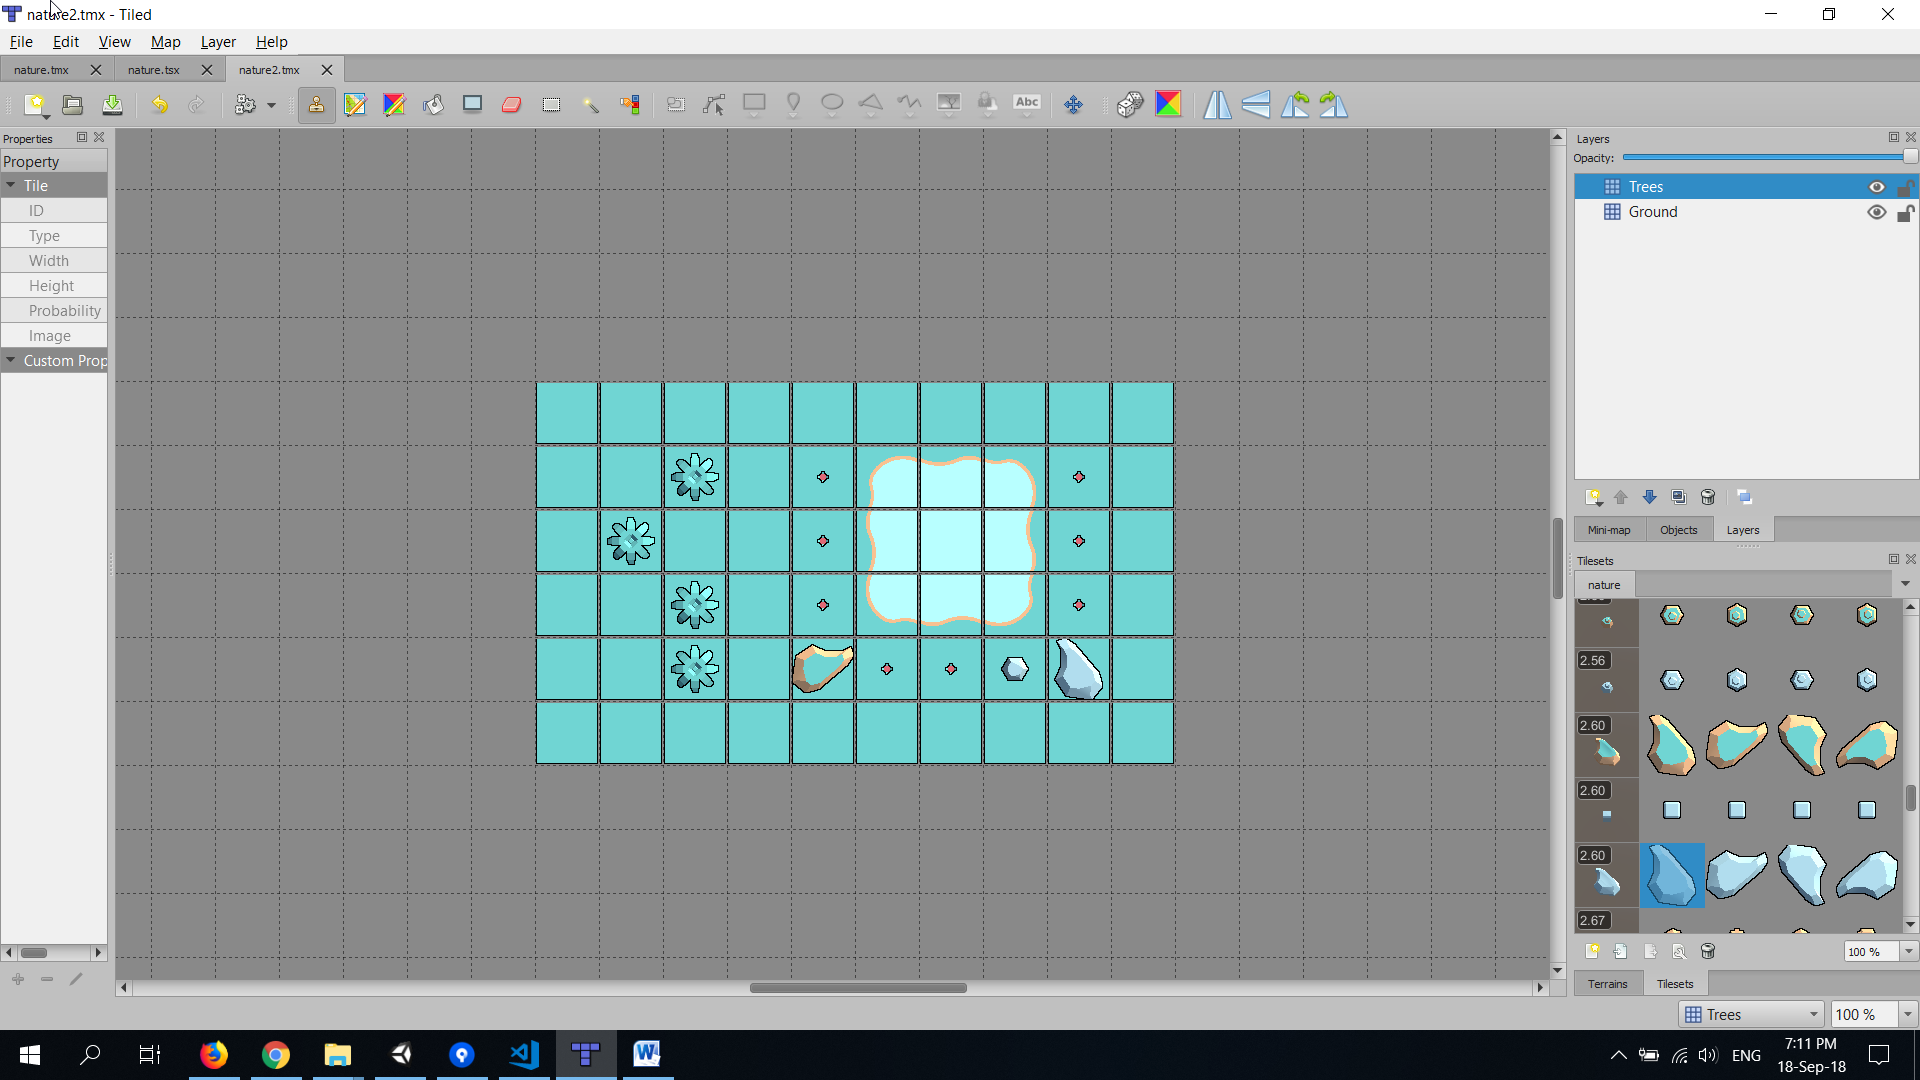 nature2.tmx - Tiled
File Edit View Map Layer Help
nature.tmx nature.tsx nature2.tmx
Abc
Properties
Property
Tile
ID
Type
Width
Height
Probability
Image
Custom Prop
Layers
Opacity:
Trees
Ground
Mini-map Objects Layers
Tilesets
nature
2.56
2.60
2.60
2.60
2.67
100 %
Terrains Tilesets
Trees 100 %
ENG
7:11 PM
18-Sep-18